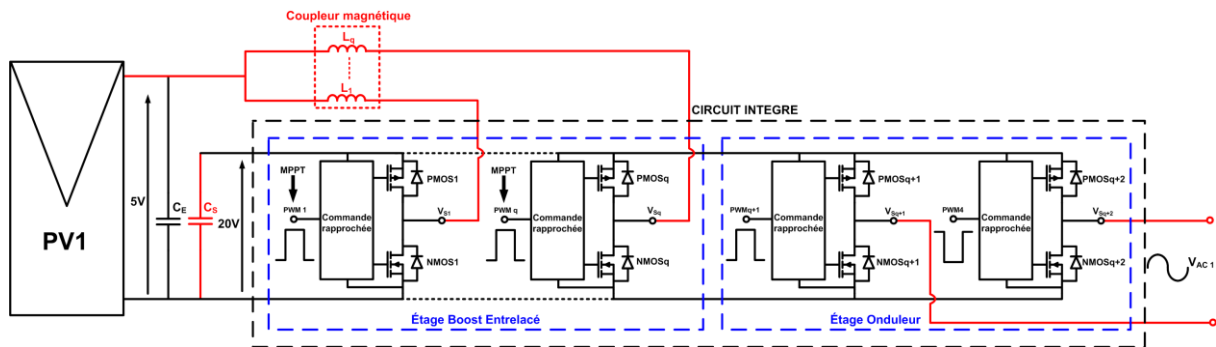 Coupleur magnétique
Lq
L1
CIRCUIT INTEGRE
PV1
5V
CE
CS
20V
MPPT
PWM 1
Commande
rapprochée
PMOS1
VS1
NMOS1
MPPT
PWM q
Commande
rapprochée
PMOSq
VSq
NMOSq
Étage Boost Entrelacé
PWMq+1
Commande
rapprochée
PMOSq+1
VSq+1
NMOSq+1
PWM4
Commande
rapprochée
PMOSq+2
VSq+2
NMOSq+2
Étage Onduleur
VAC 1